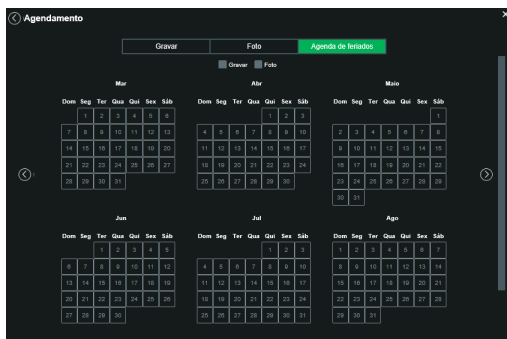 Agendamento
Gravar Foto Agenda de feriados
Gravar Foto
Mar
Dom Seg Ter Qua Qui Sex Sáb
1 2 3 4 5 6
7 8 9 10 11 12 13
14 15 16 17 18 19 20
21 22 23 24 25 26 27
28 29 30 31
Abr
Dom Seg Ter Qua Qui Sex Sáb
1 2 3
4 5 6 7 8 9 10
11 12 13 14 15 16 17
18 19 20 21 22 23 24
25 26 27 28 29 30
Maio
Dom Seg Ter Qua Qui Sex Sáb
1
2 3 4 5 6 7 8
9 10 11 12 13 14 15
16 17 18 19 20 21 22
23 24 25 26 27 28 29
30 31
Jun
Dom Seg Ter Qua Qui Sex Sáb
1 2 3 4 5
6 7 8 9 10 11 12
13 14 15 16 17 18 19
20 21 22 23 24 25 26
27 28 29 30
Jul
Dom Seg Ter Qua Qui Sex Sáb
1 2 3
4 5 6 7 8 9 10
11 12 13 14 15 16 17
18 19 20 21 22 23 24
25 26 27 28 29 30 31
Ago
Dom Seg Ter Qua Qui Sex Sáb
1 2 3 4 5 6 7
8 9 10 11 12 13 14
15 16 17 18 19 20 21
22 23 24 25 26 27 28
29 30 31